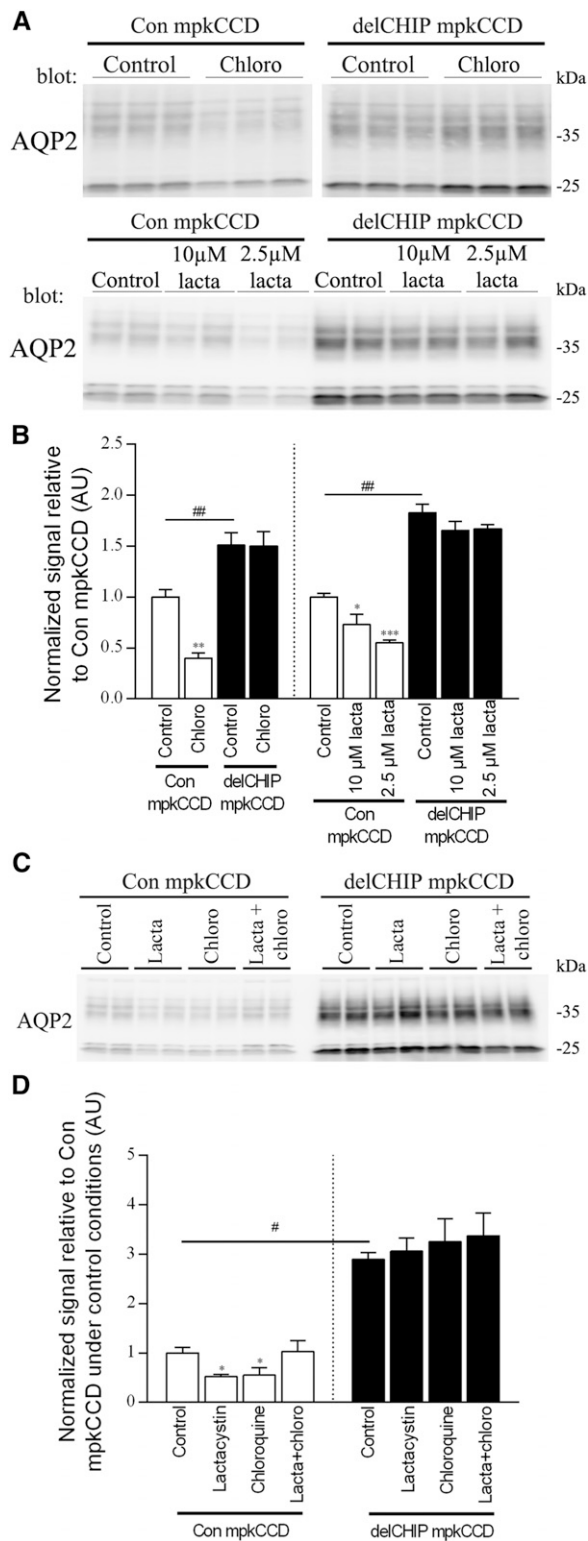 A
Con mpkCCD delCHIP mpkCCD
blot: Control Chloro Control Chloro kDa
AQP2
-35
-25
Con mpkCCD delCHIP mpkCCD
10µM 2.5µM 10µM 2.5µM
blot: Control lacta lacta Control lacta lacta kDa
AQP2
-35
-25
B
Normalized signal relative
to Con mpkCCD (AU)
2.5
2.0
1.5
1.0
0.5
0.0
## ##
** * ***
Control Chloro Control Chloro Control 10 µM lacta 2.5 µM lacta Control 10 µM lacta 2.5 µM lacta
Con mpkCCD delCHIP mpkCCD
Con mpkCCD delCHIP mpkCCD
C
Con mpkCCD delCHIP mpkCCD
Control Lacta Chloro Lacta + chloro Control Lacta Chloro Lacta + chloro
kDa
AQP2
-35
-25
D
Normalized signal relative to Con
mpkCCD under control conditions (AU)
5
4
3
2
1
0
#
* *
Control Lactacystin Chloroquine Lacta+chloro Control Lactacystin Chloroquine Lacta+chloro
Con mpkCCD delCHIP mpkCCD